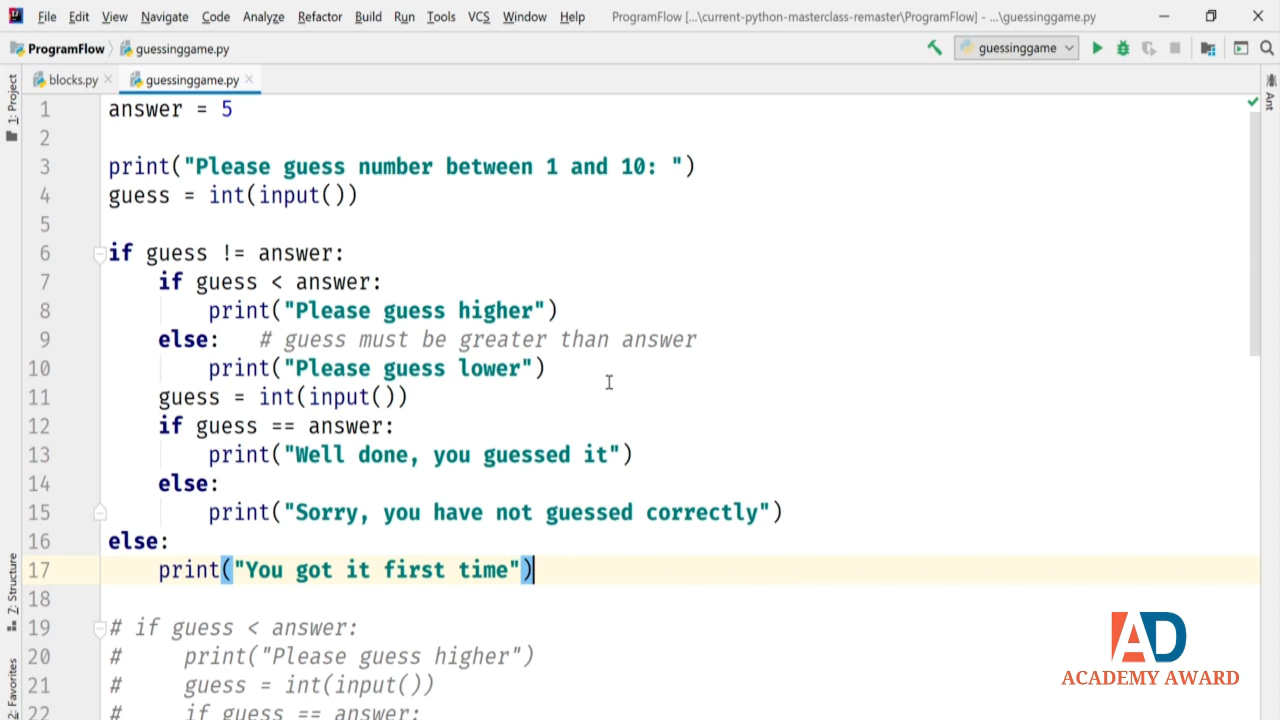 File Edit View Navigate Code Analyze Refactor Build Run Tools VCS Window Help ProgramFlow [...\current-python-masterclass-remaster\ProgramFlow] - ...\guessinggame.py
ProgramFlow guessinggame.py guessinggame
blocks.py guessinggame.py
1: Project
Ant
1 answer = 5
2
3 print("Please guess number between 1 and 10: ")
4 guess = int(input())
5
6 if guess != answer:
7 if guess < answer:
8 print("Please guess higher")
9 else: # guess must be greater than answer
10 print("Please guess lower")
11 guess = int(input())
12 if guess == answer:
13 print("Well done, you guessed it")
14 else:
15 print("Sorry, you have not guessed correctly")
16 else:
17 print("You got it first time")
18
19 # if guess < answer:
20 # print("Please guess higher")
21 # guess = int(input())
22 # if guess == answer:
Z: Structure
2: Favorites
AD
ACADEMY AWARD